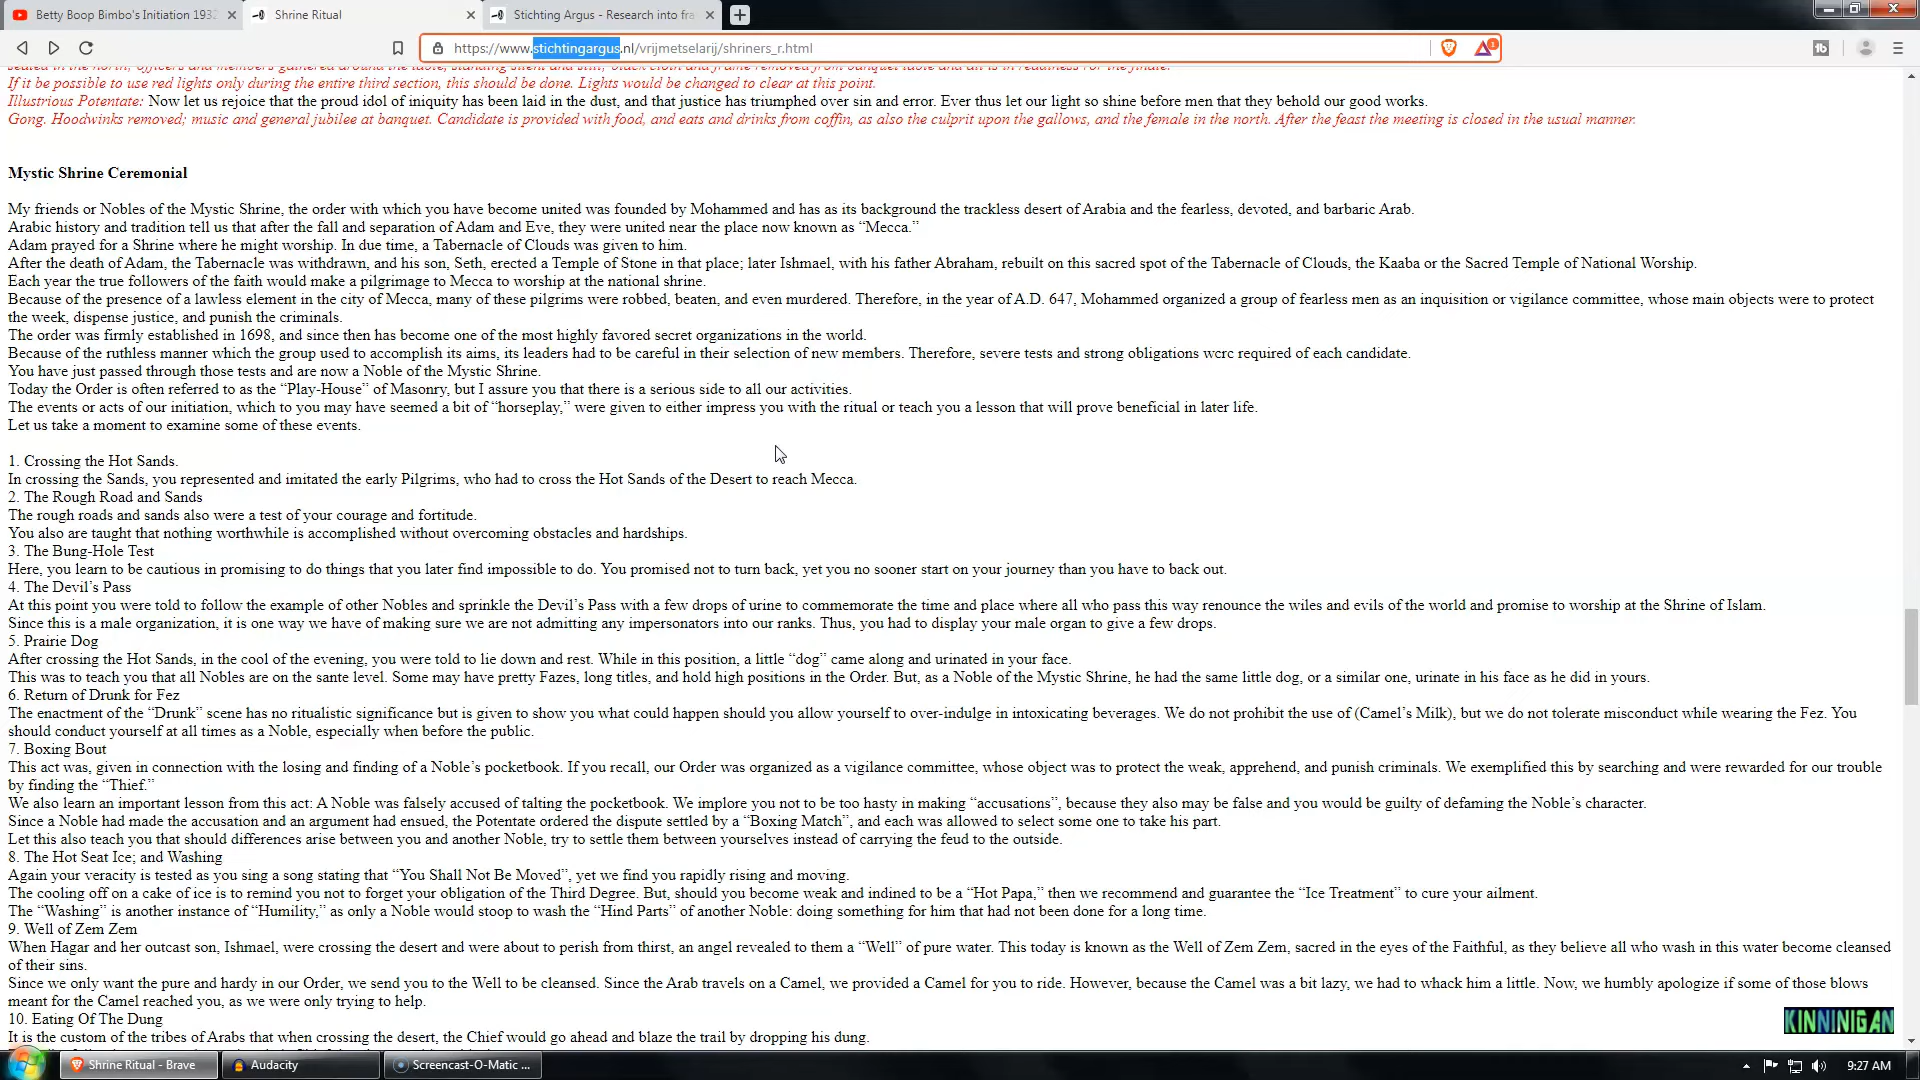 Betty Boop Bimbo's Initiation 1932
Shrine Ritual
Stichting Argus - Research into fra
https://www.stichtingargus.nl/vrijmetselarij/shriners_r.html
If it be possible to use red lights only during the entire third section, this should be done. Lights would be changed to clear at this point.
Illustrious Potentate: Now let us rejoice that the proud idol of iniquity has been laid in the dust, and that justice has triumphed over sin and error. Ever thus let our light so shine before men that they behold our good works.
Gong. Hoodwinks removed; music and general jubilee at banquet. Candidate is provided with food, and eats and drinks from coffin, as also the culprit upon the gallows, and the female in the north. After the feast the meeting is closed in the usual manner.
Mystic Shrine Ceremonial
My friends or Nobles of the Mystic Shrine, the order with which you have become united was founded by Mohammed and has as its background the trackless desert of Arabia and the fearless, devoted, and barbaric Arab.
Arabic history and tradition tell us that after the fall and separation of Adam and Eve, they were united near the place now known as “Mecca.”
Adam prayed for a Shrine where he might worship. In due time, a Tabernacle of Clouds was given to him.
After the death of Adam, the Tabernacle was withdrawn, and his son, Seth, erected a Temple of Stone in that place; later Ishmael, with his father Abraham, rebuilt on this sacred spot of the Tabernacle of Clouds, the Kaaba or the Sacred Temple of National Worship.
Each year the true followers of the faith would make a pilgrimage to Mecca to worship at the national shrine.
Because of the presence of a lawless element in the city of Mecca, many of these pilgrims were robbed, beaten, and even murdered. Therefore, in the year of A.D. 647, Mohammed organized a group of fearless men as an inquisition or vigilance committee, whose main objects were to protect
the week, dispense justice, and punish the criminals.
The order was firmly established in 1698, and since then has become one of the most highly favored secret organizations in the world.
Because of the ruthless manner which the group used to accomplish its aims, its leaders had to be careful in their selection of new members. Therefore, severe tests and strong obligations wcrc required of each candidate.
You have just passed through those tests and are now a Noble of the Mystic Shrine.
Today the Order is often referred to as the “Play-House” of Masonry, but I assure you that there is a serious side to all our activities.
The events or acts of our initiation, which to you may have seemed a bit of “horseplay,” were given to either impress you with the ritual or teach you a lesson that will prove beneficial in later life.
Let us take a moment to examine some of these events.
1. Crossing the Hot Sands.
In crossing the Sands, you represented and imitated the early Pilgrims, who had to cross the Hot Sands of the Desert to reach Mecca.
2. The Rough Road and Sands
The rough roads and sands also were a test of your courage and fortitude.
You also are taught that nothing worthwhile is accomplished without overcoming obstacles and hardships.
3. The Bung-Hole Test
Here, you learn to be cautious in promising to do things that you later find impossible to do. You promised not to turn back, yet you no sooner start on your journey than you have to back out.
4. The Devil’s Pass
At this point you were told to follow the example of other Nobles and sprinkle the Devil’s Pass with a few drops of urine to commemorate the time and place where all who pass this way renounce the wiles and evils of the world and promise to worship at the Shrine of Islam.
Since this is a male organization, it is one way we have of making sure we are not admitting any impersonators into our ranks. Thus, you had to display your male organ to give a few drops.
5. Prairie Dog
After crossing the Hot Sands, in the cool of the evening, you were told to lie down and rest. While in this position, a little “dog” came along and urinated in your face.
This was to teach you that all Nobles are on the sante level. Some may have pretty Fazes, long titles, and hold high positions in the Order. But, as a Noble of the Mystic Shrine, he had the same little dog, or a similar one, urinate in his face as he did in yours.
6. Return of Drunk for Fez
The enactment of the “Drunk” scene has no ritualistic significance but is given to show you what could happen should you allow yourself to over-indulge in intoxicating beverages. We do not prohibit the use of (Camel’s Milk), but we do not tolerate misconduct while wearing the Fez. You
should conduct yourself at all times as a Noble, especially when before the public.
7. Boxing Bout
This act was, given in connection with the losing and finding of a Noble’s pocketbook. If you recall, our Order was organized as a vigilance committee, whose object was to protect the weak, apprehend, and punish criminals. We exemplified this by searching and were rewarded for our trouble
by finding the “Thief.”
We also learn an important lesson from this act: A Noble was falsely accused of talting the pocketbook. We implore you not to be too hasty in making “accusations”, because they also may be false and you would be guilty of defaming the Noble’s character.
Since a Noble had made the accusation and an argument had ensued, the Potentate ordered the dispute settled by a “Boxing Match”, and each was allowed to select some one to take his part.
Let this also teach you that should differences arise between you and another Noble, try to settle them between yourselves instead of carrying the feud to the outside.
8. The Hot Seat Ice; and Washing
Again your veracity is tested as you sing a song stating that “You Shall Not Be Moved”, yet we find you rapidly rising and moving.
The cooling off on a cake of ice is to remind you not to forget your obligation of the Third Degree. But, should you become weak and indined to be a “Hot Papa,” then we recommend and guarantee the “Ice Treatment” to cure your ailment.
The “Washing” is another instance of “Humility,” as only a Noble would stoop to wash the “Hind Parts” of another Noble: doing something for him that had not been done for a long time.
9. Well of Zem Zem
When Hagar and her outcast son, Ishmael, were crossing the desert and were about to perish from thirst, an angel revealed to them a “Well” of pure water. This today is known as the Well of Zem Zem, sacred in the eyes of the Faithful, as they believe all who wash in this water become cleansed
of their sins.
Since we only want the pure and hardy in our Order, we send you to the Well to be cleansed. Since the Arab travels on a Camel, we provided a Camel for you to ride. However, because the Camel was a bit lazy, we had to whack him a little. Now, we humbly apologize if some of those blows
meant for the Camel reached you, as we were only trying to help.
10. Eating Of The Dung
It is the custom of the tribes of Arabs that when crossing the desert, the Chief would go ahead and blaze the trail by dropping his dung.
KINNINIGAN
Shrine Ritual - Brave
Audacity
Screencast-O-Matic ...
9:27 AM